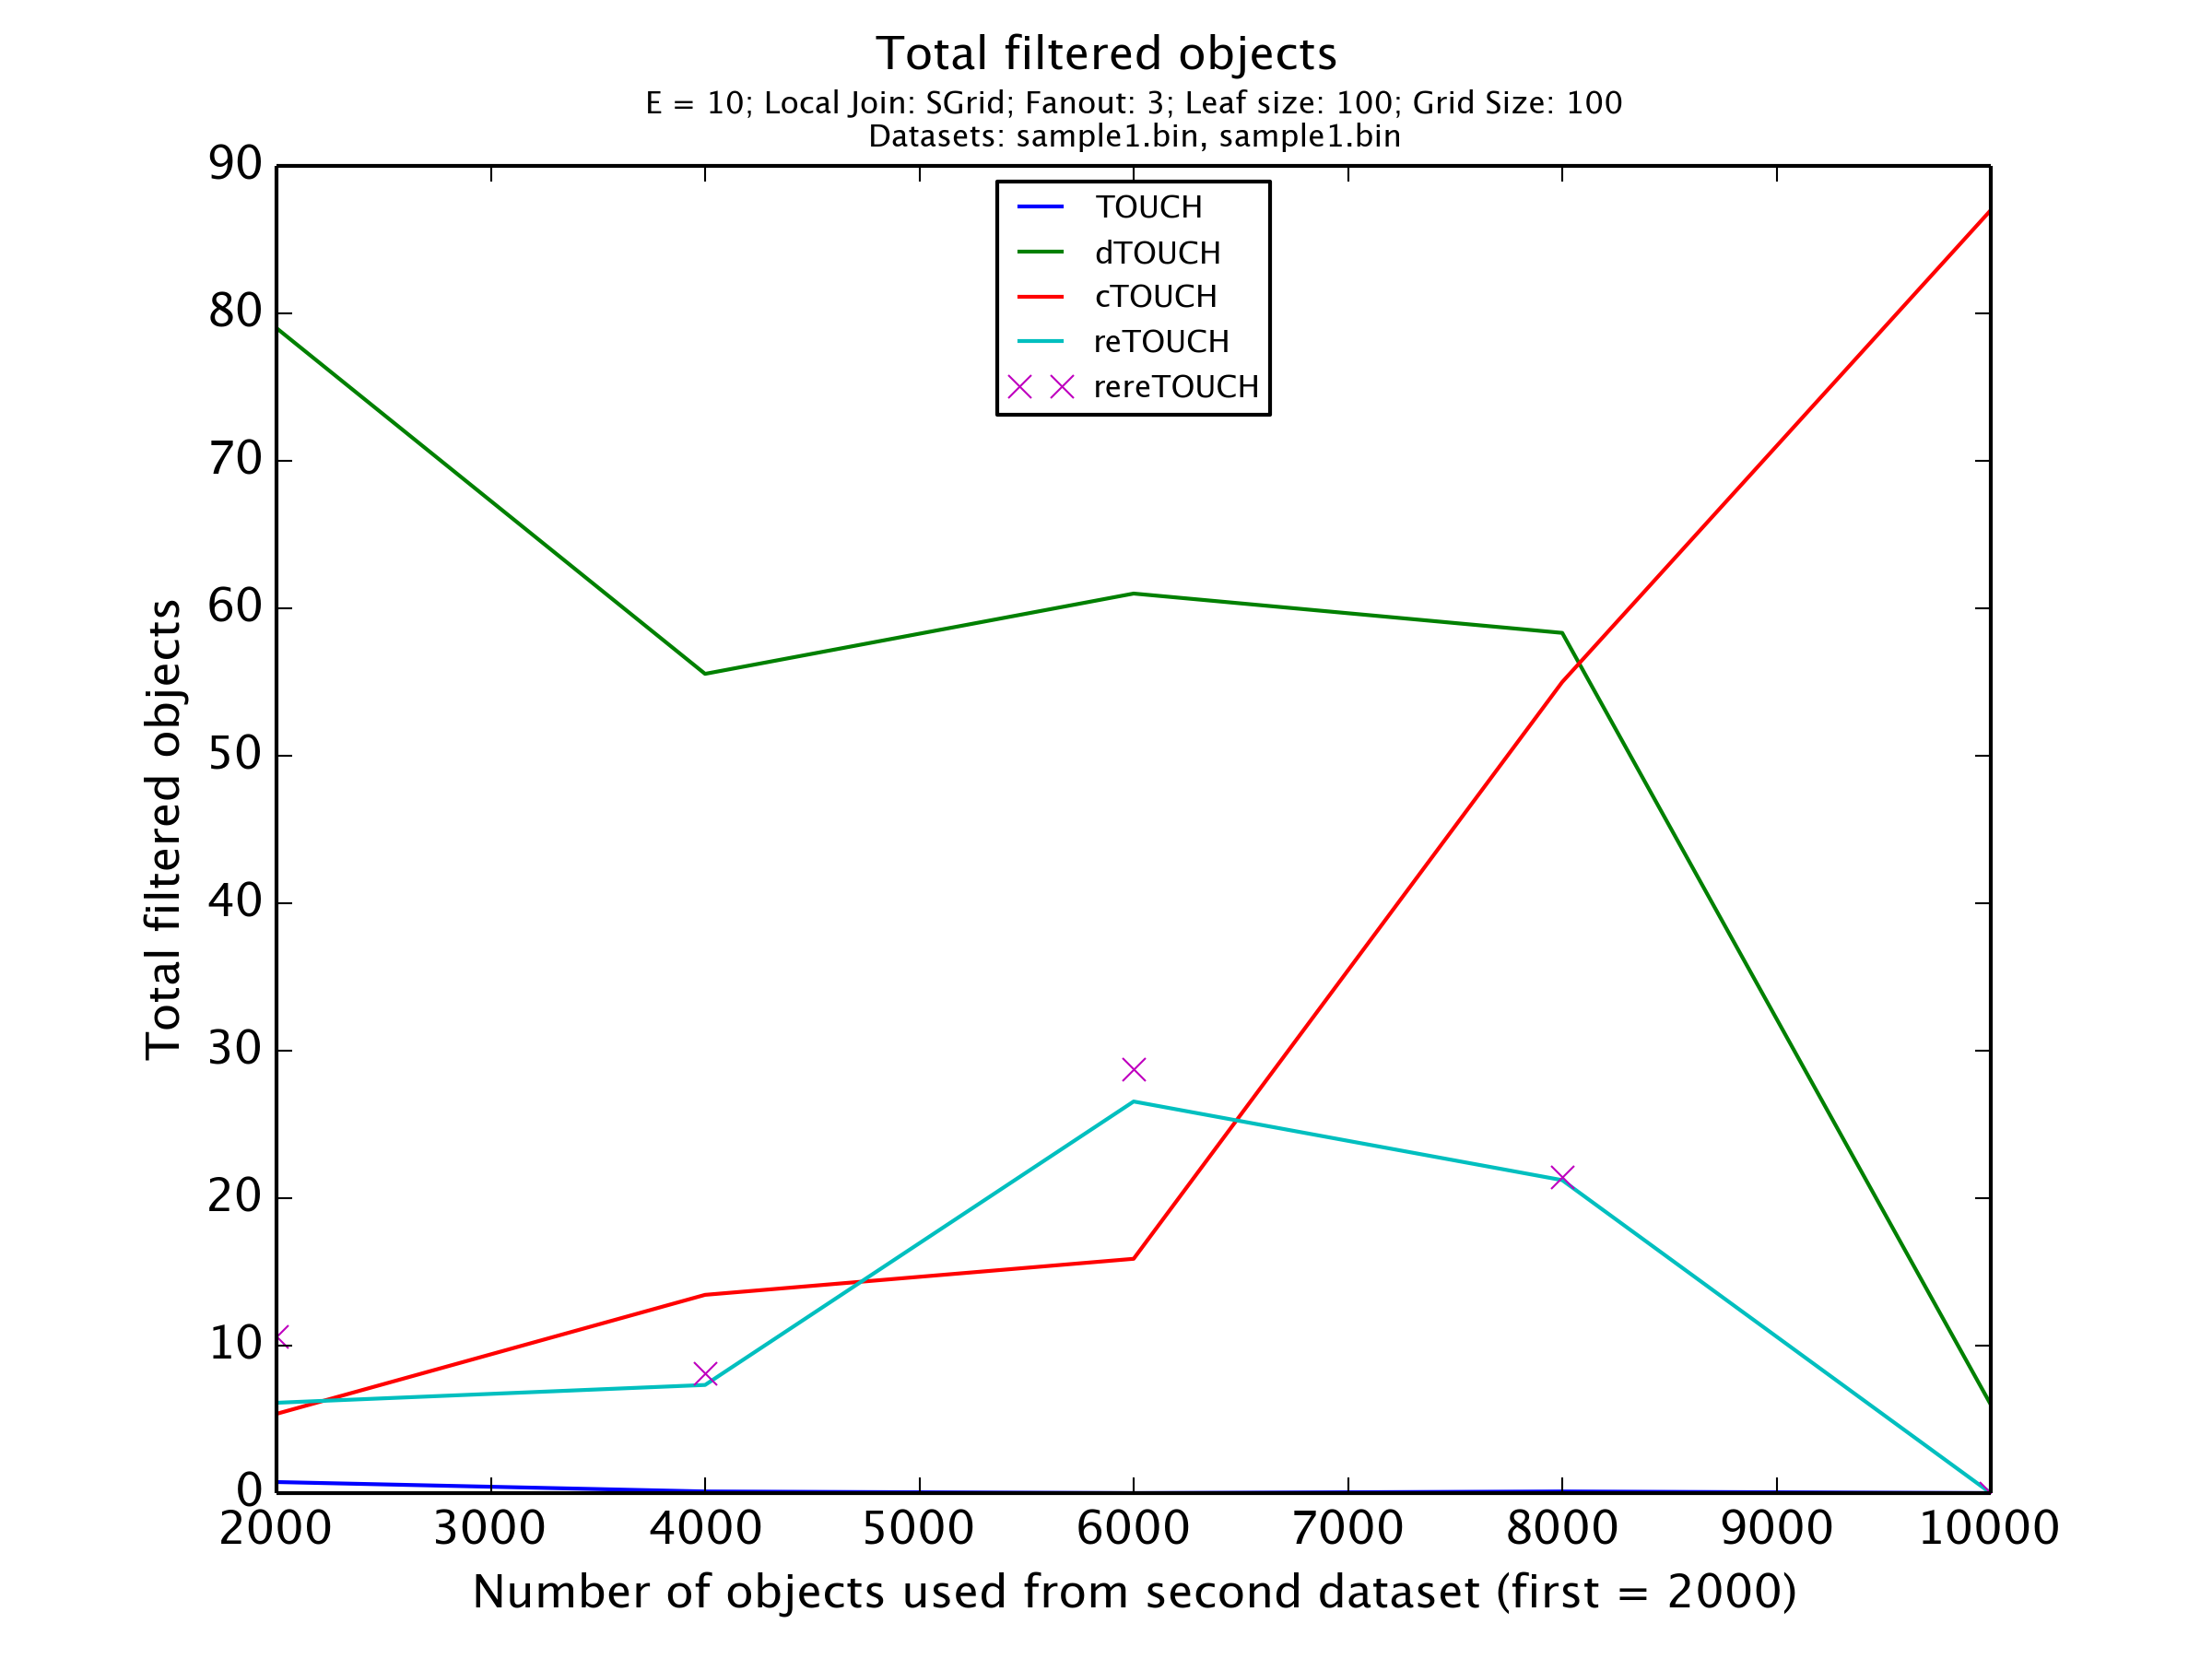 Total filtered objects
E = 10; Local Join: SGrid; Fanout: 3; Leaf size: 100; Grid Size: 100
Datasets: sample1.bin, sample1.bin
TOUCH
dTOUCH
cTOUCH
reTOUCH
rereTOUCH
Total filtered objects
90
80
70
60
50
40
30
20
10
0
2000 3000 4000 5000 6000 7000 8000 9000 10000
Number of objects used from second dataset (first = 2000)